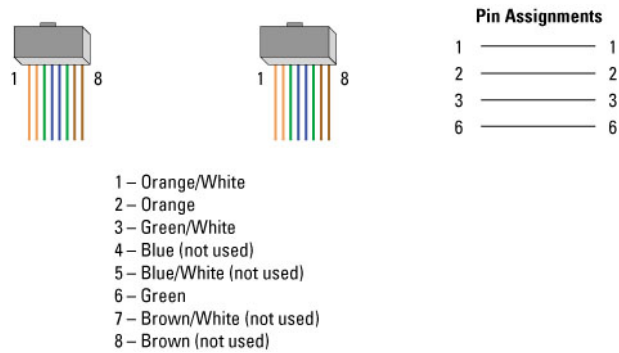 Pin Assignments
1 8
1 8
1 1
2 2
3 3
6 6
1 – Orange/White
2 – Orange
3 – Green/White
4 – Blue (not used)
5 – Blue/White (not used)
6 – Green
7 – Brown/White (not used)
8 – Brown (not used)